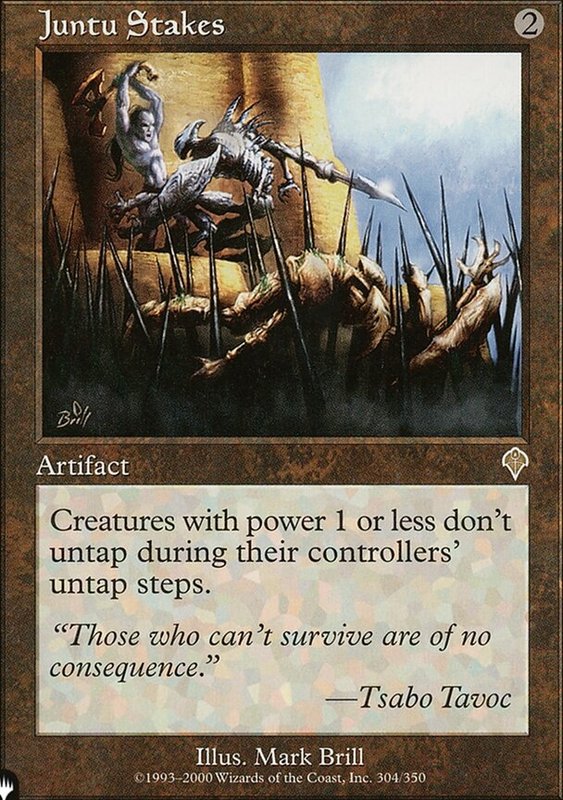 Juntu Stakes
2
Brill
Artifact
Creatures with power 1 or less don't
untap during their controllers'
untap steps.
“Those who can't survive are of no
consequence.”
—Tsabo Tavoc
Illus. Mark Brill
©1993–2000 Wizards of the Coast, Inc. 304/350